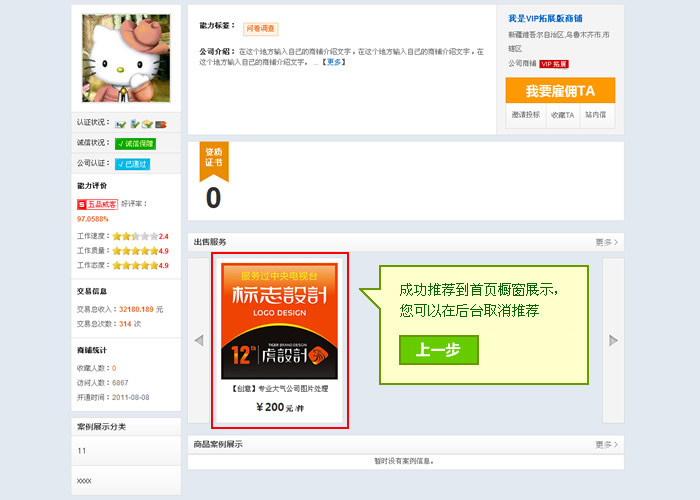 认证状况：
诚信状况： ✓ 诚信保障
公司认证： ✓ 已通过
能力评价
S 五品威客 好评率：
97.0588%
工作速度： 2.4
工作质量： 4.9
工作态度： 4.9
交易信息
交易总收入：32180.189 元
交易总次数：314 次
商铺统计
收藏人数：0
访问人数：6867
开通时间：2011-08-08
案例展示分类
11
xxxx
能力标签： 问卷调查
公司介绍： 在这个地方输入自己的商铺介绍文字，在这个地方输入自己的商铺介绍文字，在
这个地方输入自己的商铺介绍文字。 ...【更多】
我是VIP拓展版商铺
新疆维吾尔自治区,乌鲁木齐市,市
辖区
公司商铺 VIP 拓展
我要雇佣TA
邀请投标 收藏TA 站内信
资质
证书
0
出售服务 更多 >
服务过中央电视台
标志設計
LOGO DESIGN
12th TIGER BRAND DESIGN
虎設計
【创意】专业大气公司图片处理
￥200 元 /件
成功推荐到首页橱窗展示，
您可以在后台取消推荐
上一步
商品案例展示 更多 >
暂时没有案例信息。